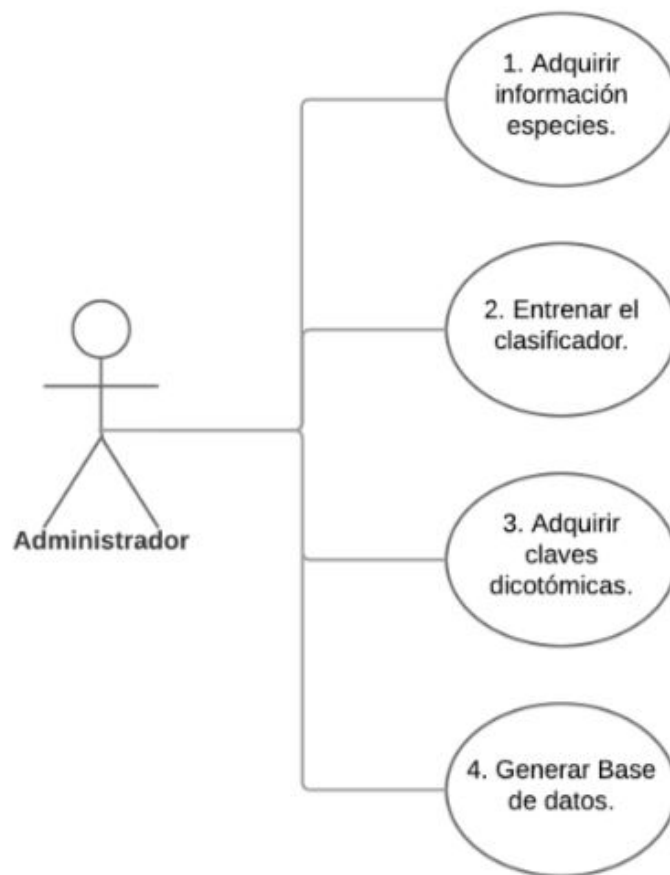 1. Adquirir
información
especies.
2. Entrenar el
clasificador.
Administrador
3. Adquirir
claves
dicotómicas.
4. Generar Base
de datos.